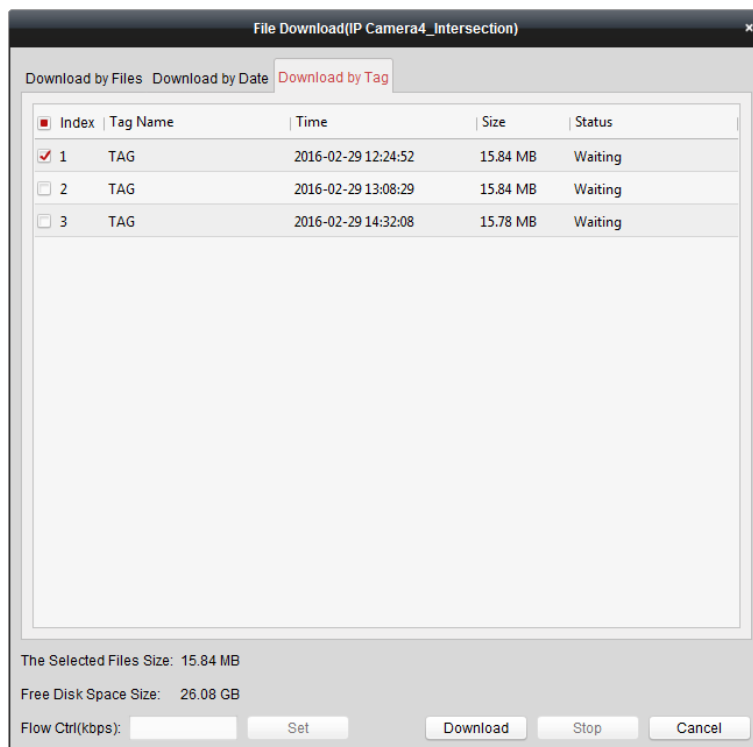 File Download(IP Camera4_Intersection) ×
Download by Files Download by Date Download by Tag
Index Tag Name Time Size Status
1 TAG 2016-02-29 12:24:52 15.84 MB Waiting
2 TAG 2016-02-29 13:08:29 15.84 MB Waiting
3 TAG 2016-02-29 14:32:08 15.78 MB Waiting
The Selected Files Size: 15.84 MB
Free Disk Space Size: 26.08 GB
Flow Ctrl(kbps): Set Download Stop Cancel